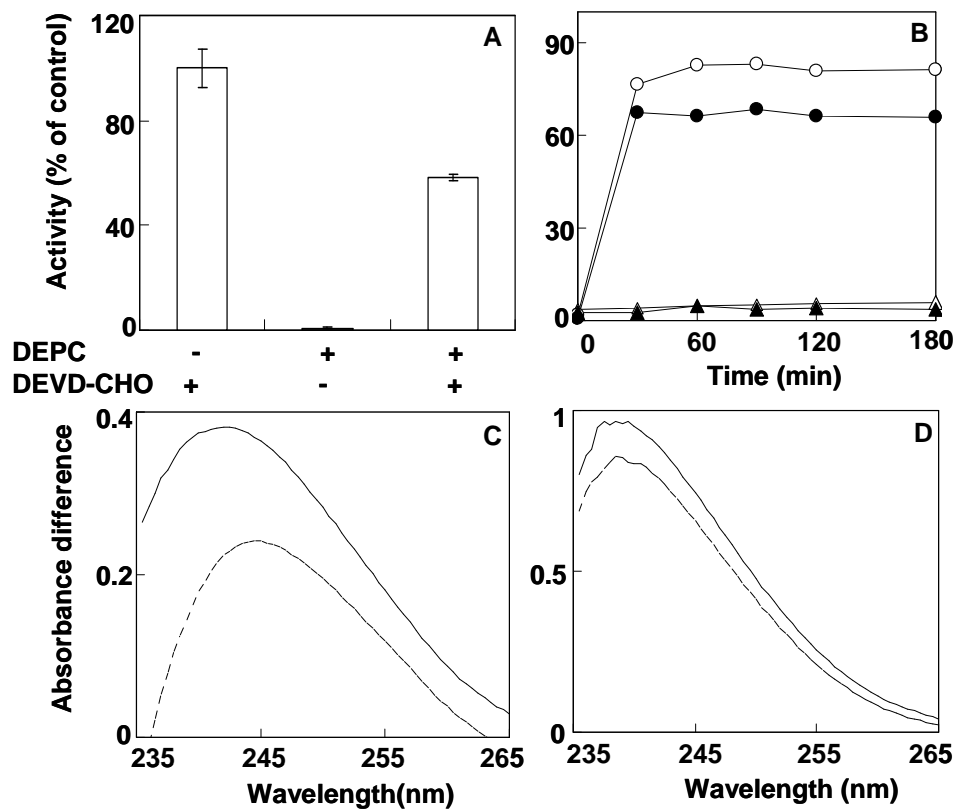 A
120
80
40
0
Activity (% of control)
DEPC - + +
DEVD-CHO + - +
B
90
60
30
0
0 60 120 180
Time (min)
C
0.4
0.2
0
Absorbance difference
235 245 255 265
Wavelength(nm)
D
1
0.5
0
235 245 255 265
Wavelength (nm)